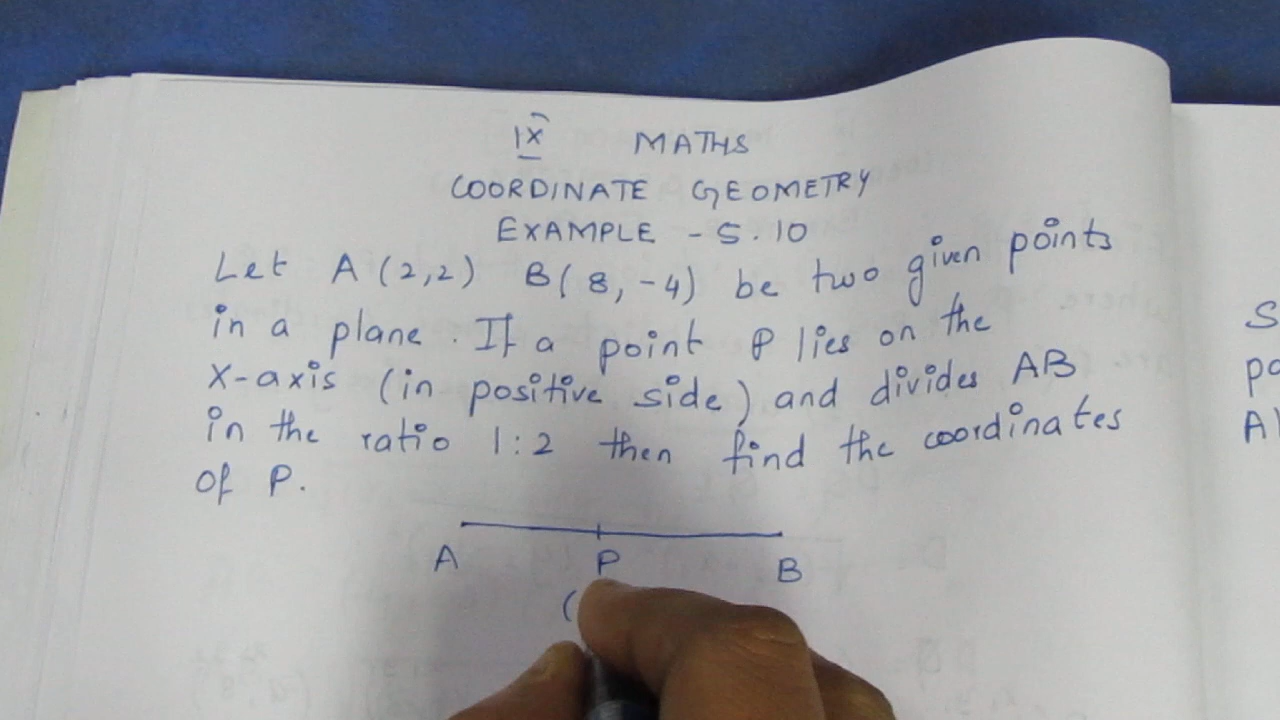 IX MATHS
COORDINATE GEOMETRY
EXAMPLE - 5.10
Let A(2,2) B(8,-4) be two given points
in a plane. If a point P lies on the
X-axis (in positive side) and divides AB
in the ratio 1:2 then find the coordinates
of P.
A P B
(